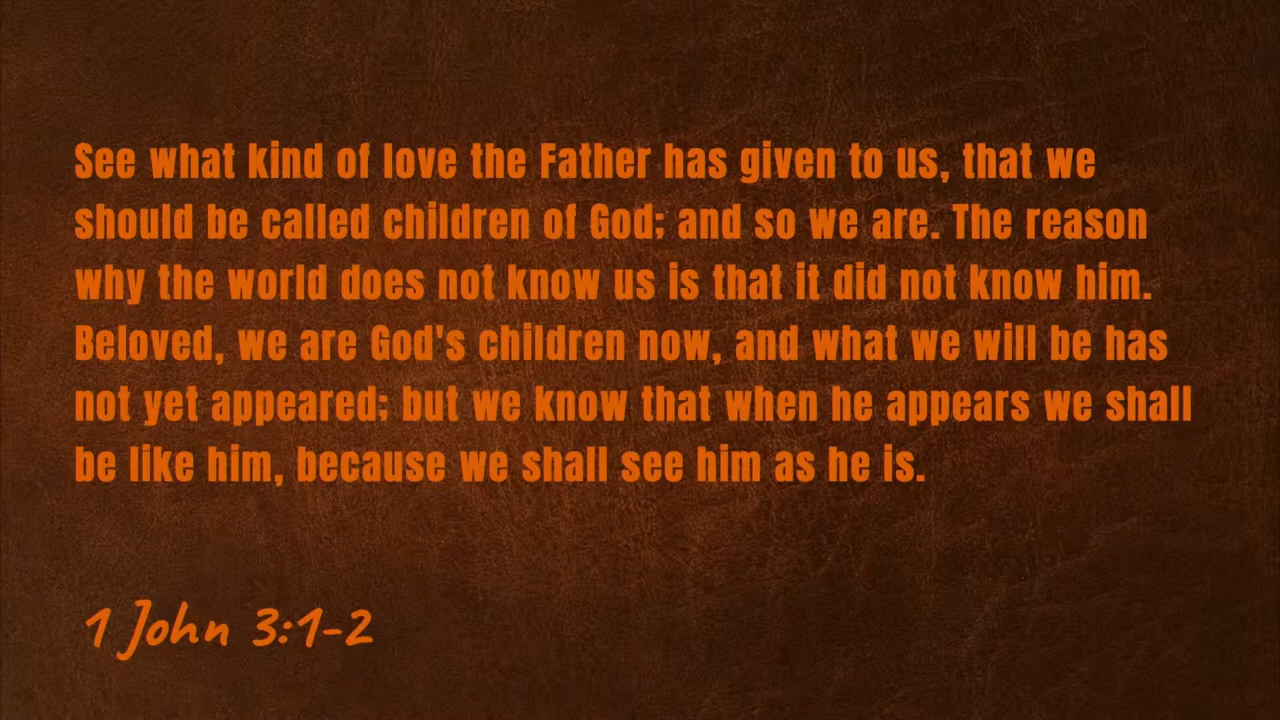 See what kind of love the Father has given to us, that we
should be called children of God; and so we are. The reason
why the world does not know us is that it did not know him.
Beloved, we are God's children now, and what we will be has
not yet appeared; but we know that when he appears we shall
be like him, because we shall see him as he is.
1 John 3:1-2